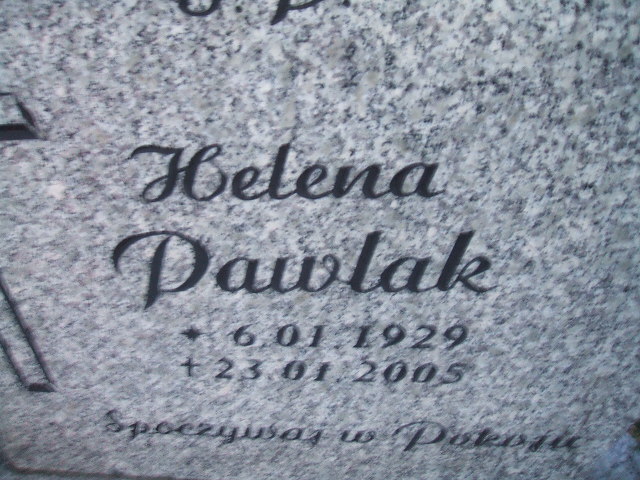 Helena
Pawlak
✦ 6.01.1929
+ 23.01.2005
Spoczywaj w Pokoju